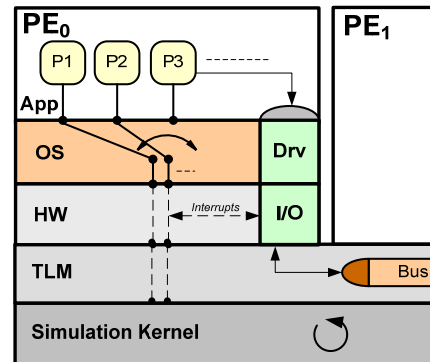 PE0
PE1
P1
P2
P3
App
OS
Drv
HW
Interrupts
I/O
TLM
Bus
Simulation Kernel